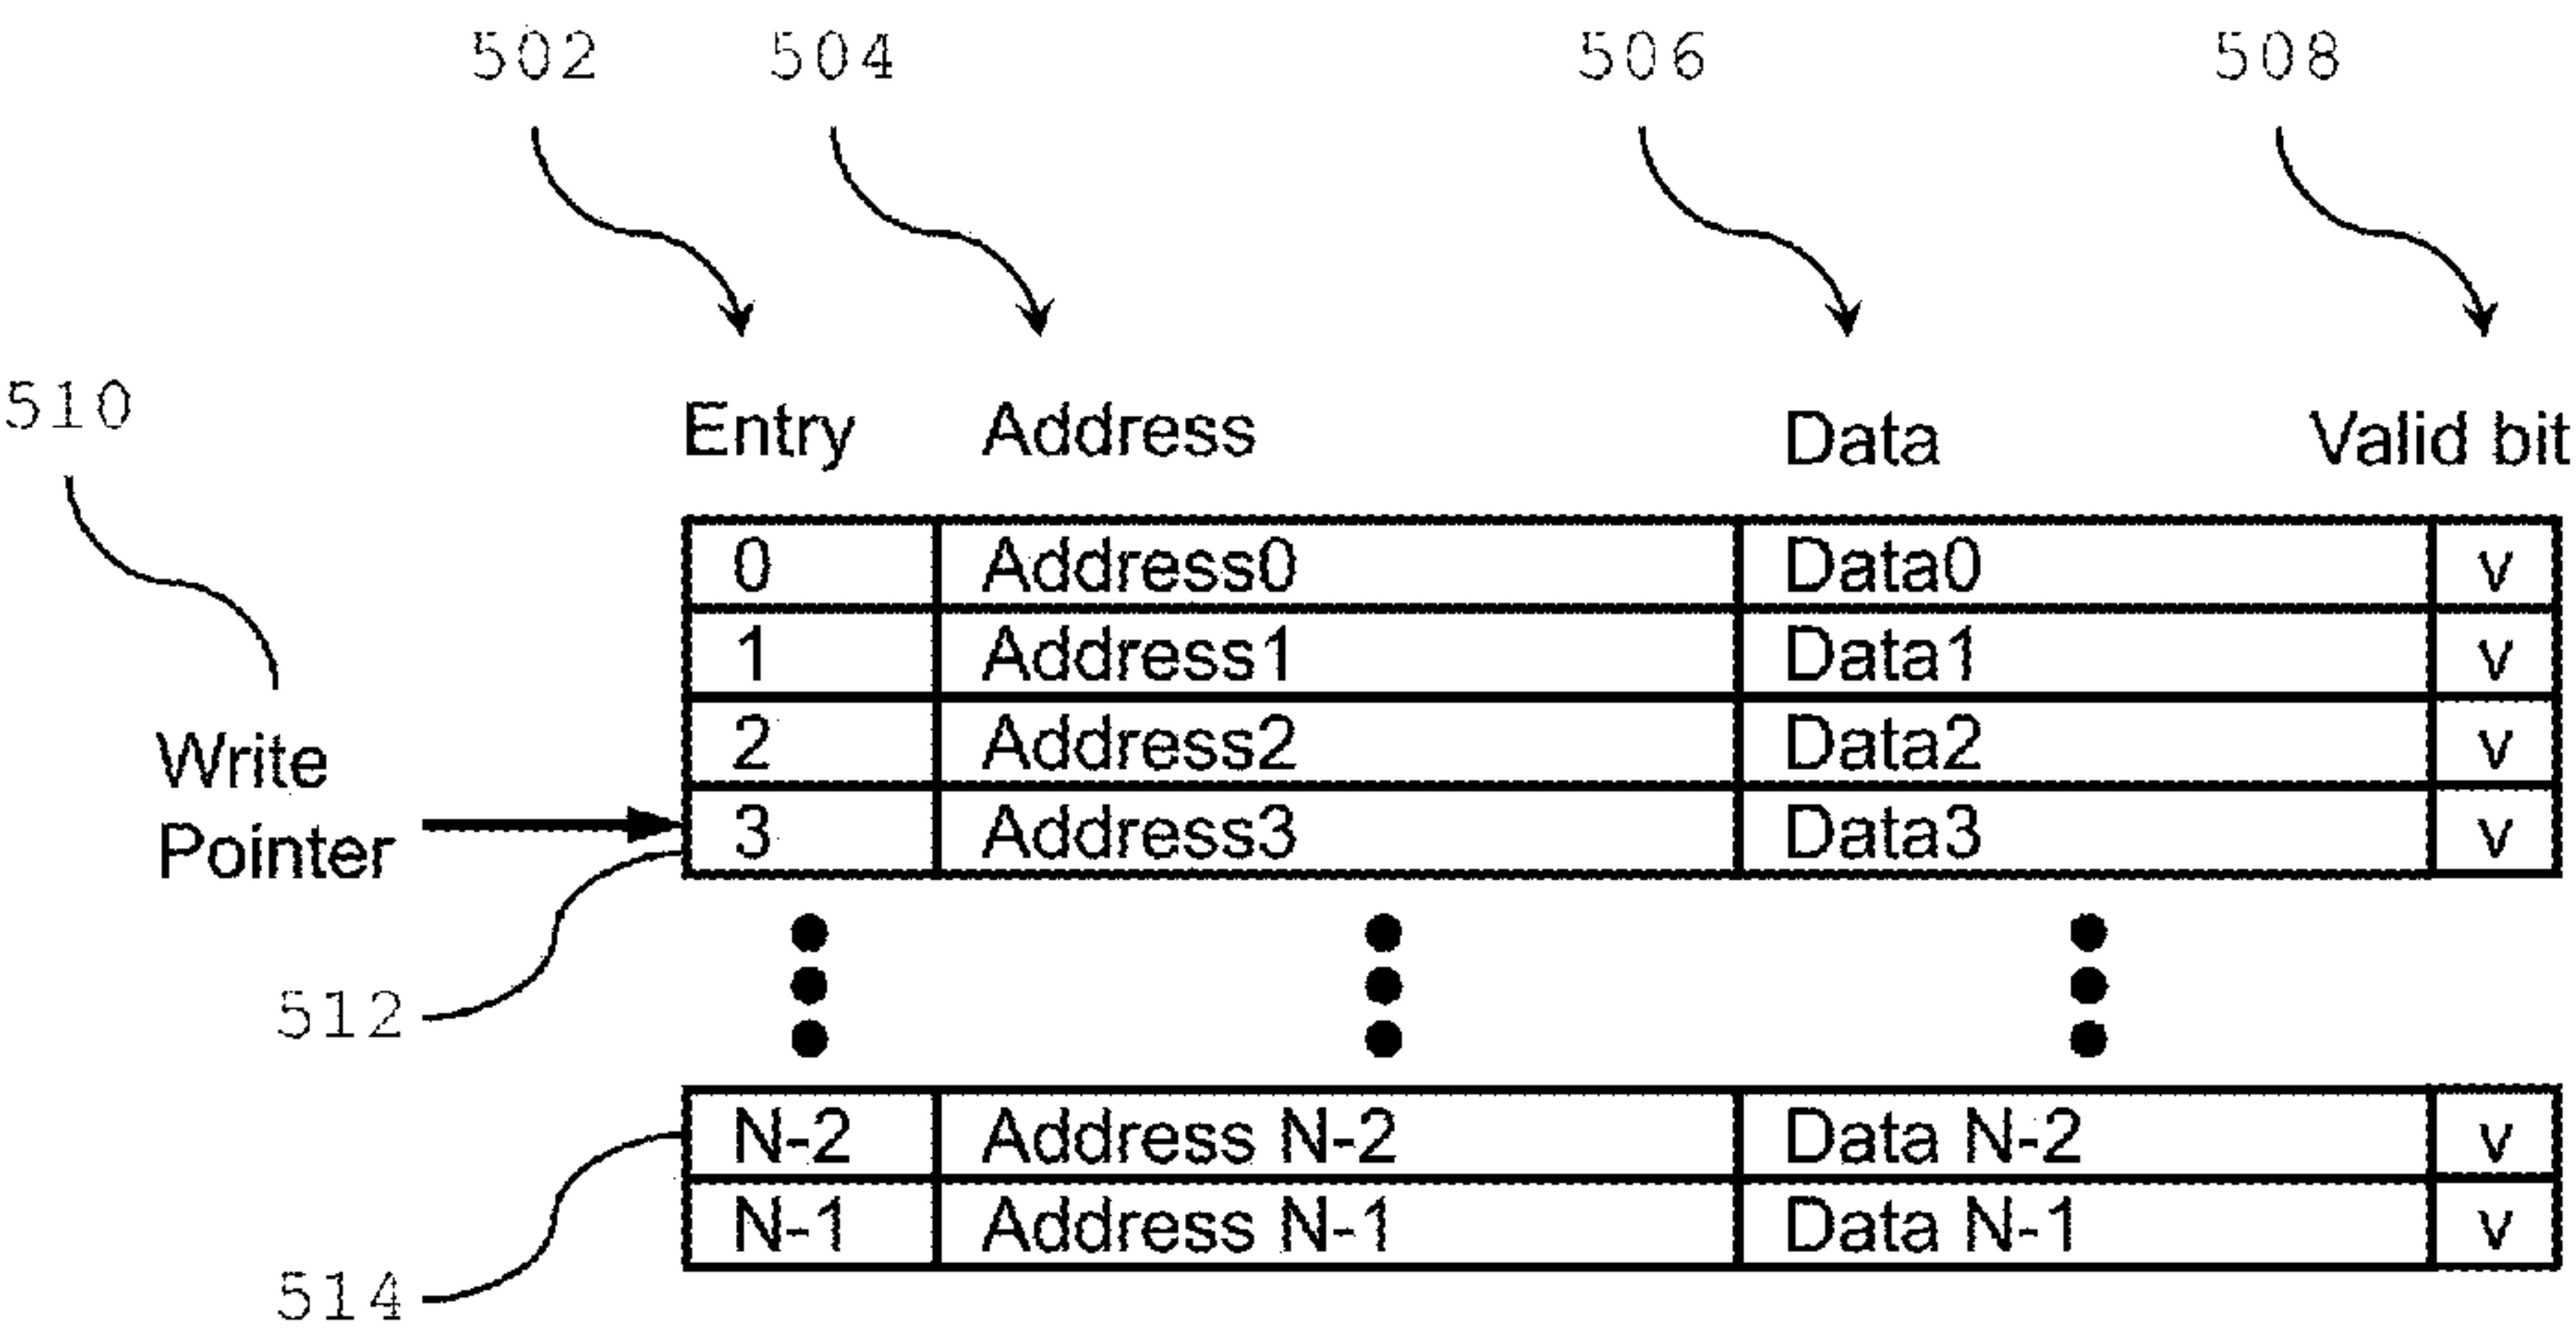 502 504 506 508
510
Entry Address Data Valid bit
0 Address0 Data0 v
1 Address1 Data1 v
Write
2 Address2 Data2 v
Pointer
3 Address3 Data3 v
512
N-2 Address N-2 Data N-2 v
N-1 Address N-1 Data N-1 v
514